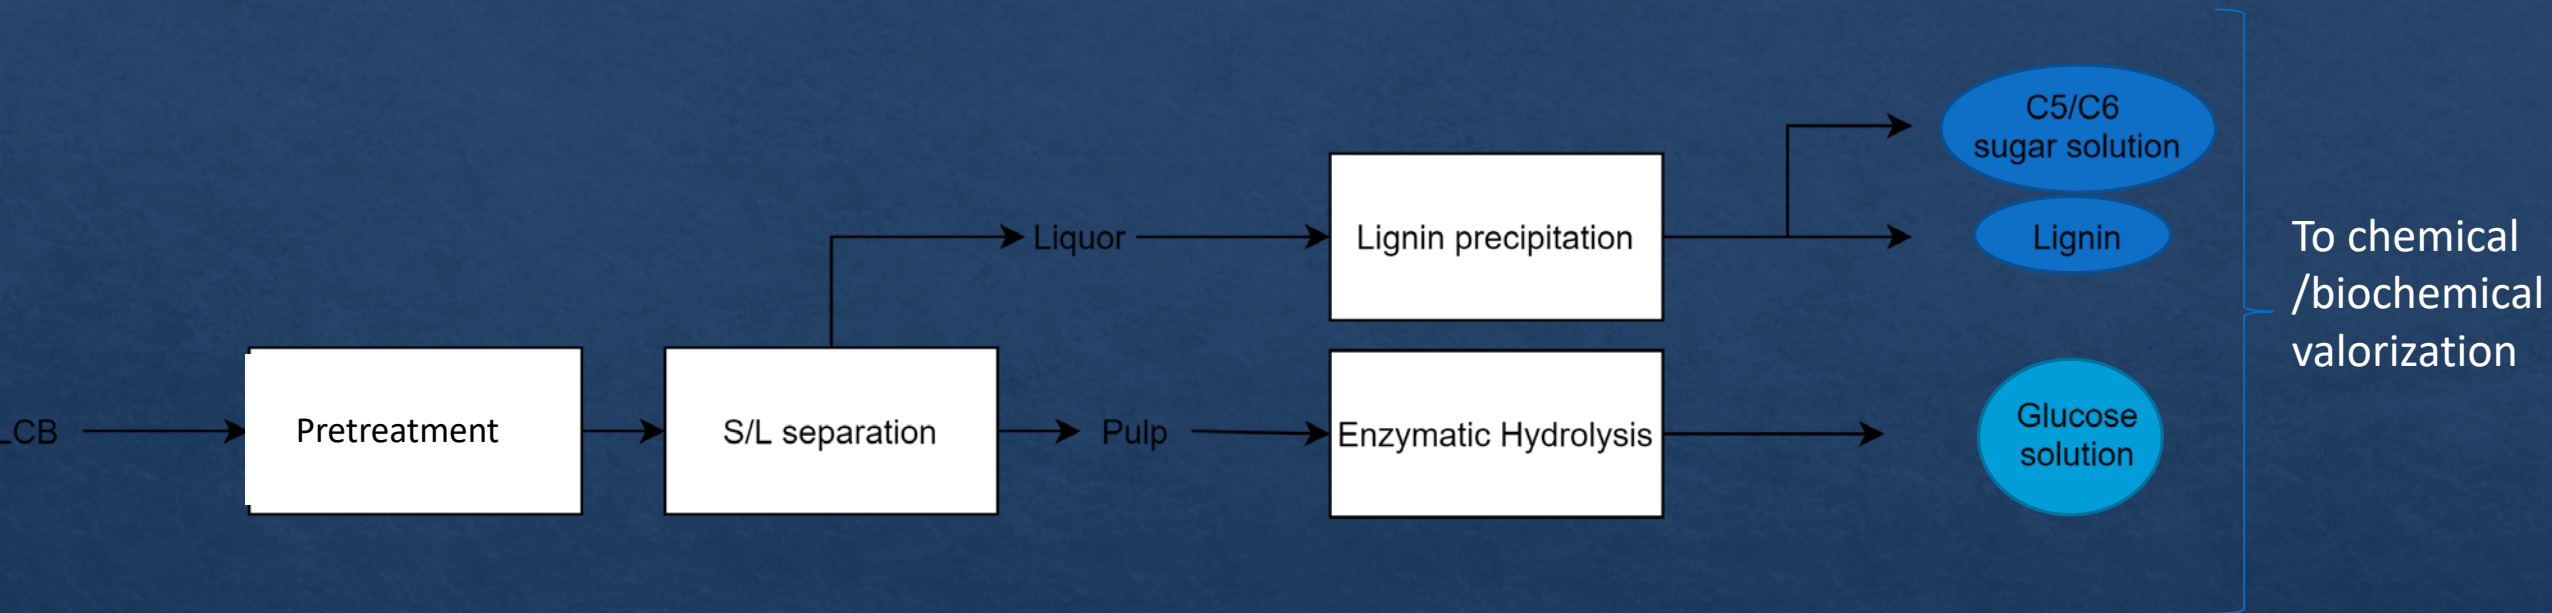 C5/C6
sugar solution
Liquor
Lignin precipitation
Lignin
To chemical
/biochemical
valorization
LCB
Pretreatment
S/L separation
Pulp
Enzymatic Hydrolysis
Glucose
solution